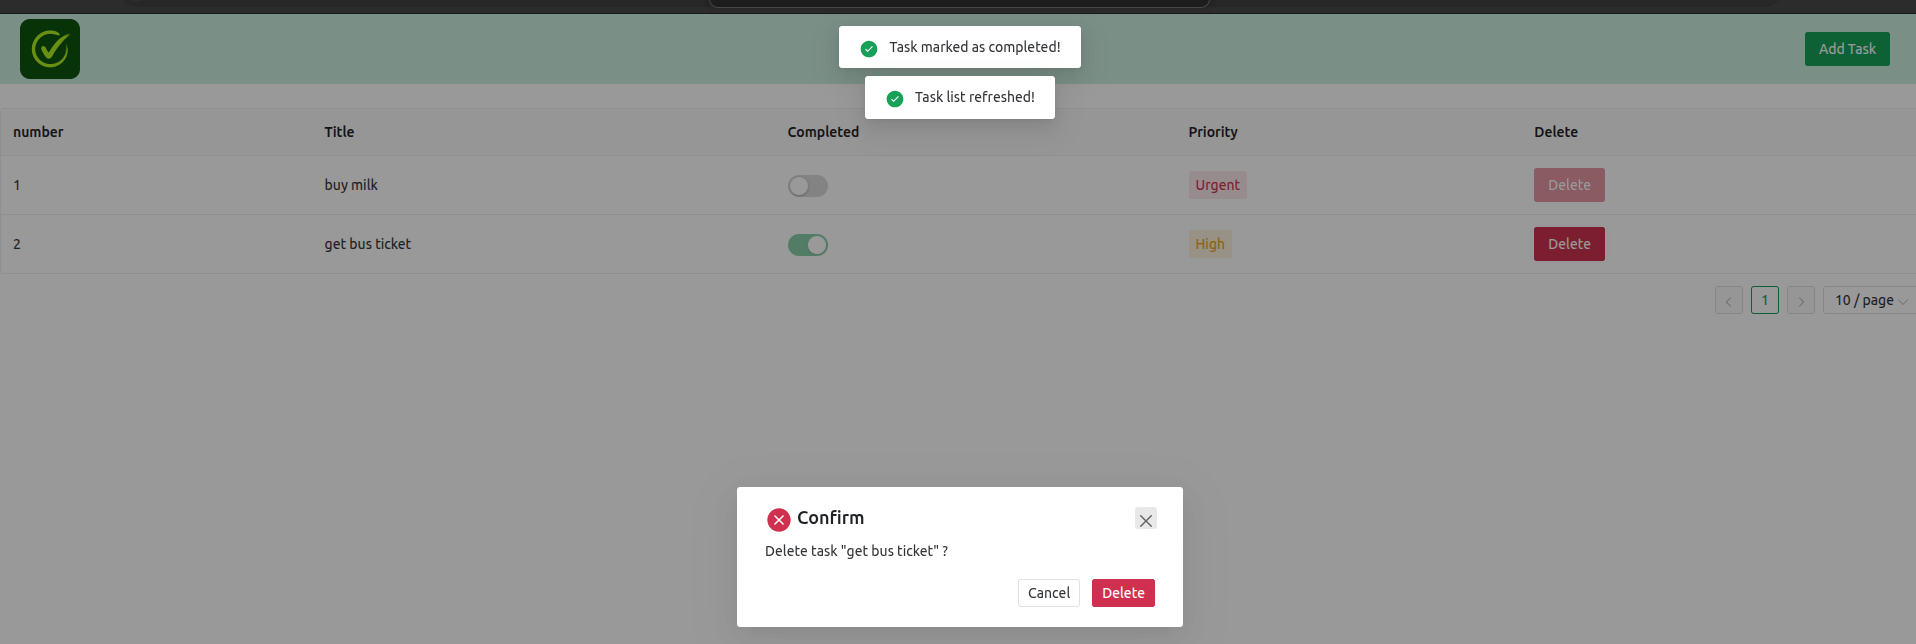 Task marked as completed!
Add Task
Task list refreshed!
number Title Completed Priority Delete
1 buy milk Urgent Delete
2 get bus ticket High Delete
1 10 / page
Confirm
Delete task "get bus ticket" ?
Cancel Delete